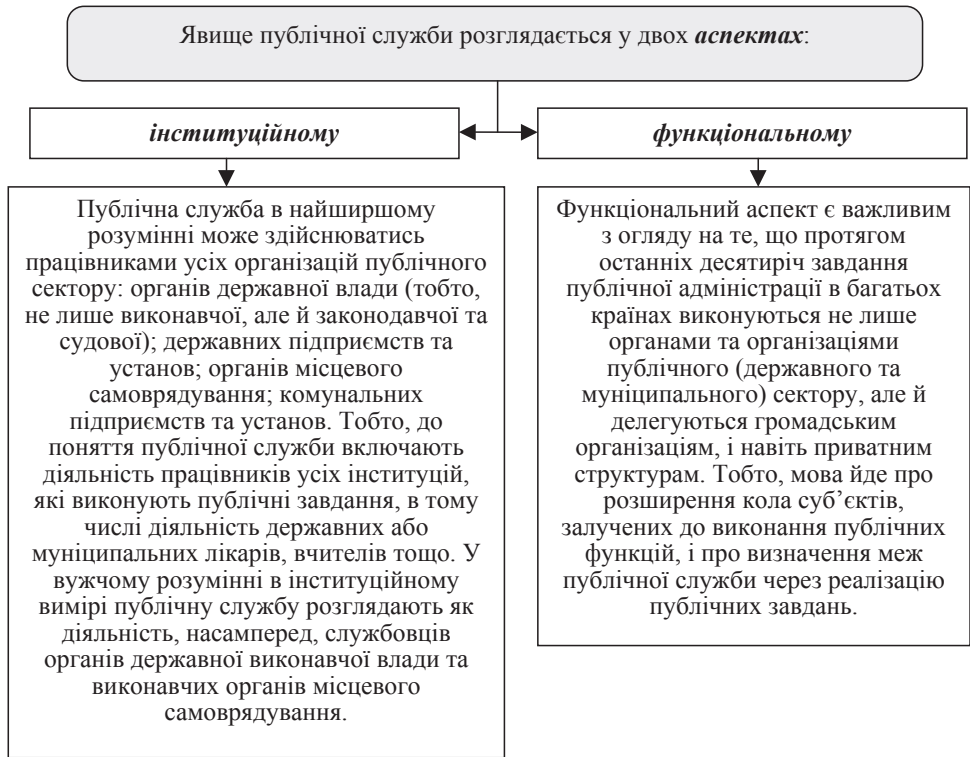 Явище публічної служби розглядається у двох аспектах:
інституційному
Публічна служба в найширшому
розумінні може здійснюватись
працівниками усіх організацій публічного
сектору: органів державної влади (тобто,
не лише виконавчої, але й законодавчої та
судової); державних підприємств та
установ; органів місцевого
самоврядування; комунальних
підприємств та установ. Тобто, до
поняття публічної служби включають
діяльність працівників усіх інституцій,
які виконують публічні завдання, в тому
числі діяльність державних або
муніципальних лікарів, вчителів тощо. У
вужчому розумінні в інституційному
вимірі публічну службу розглядають як
діяльність, насамперед, службовців
органів державної виконавчої влади та
виконавчих органів місцевого
самоврядування.
функціональному
Функціональний аспект є важливим
з огляду на те, що протягом
останніх десятиріч завдання
публічної адміністрації в багатьох
країнах виконуються не лише
органами та організаціями
публічного (державного та
муніципального) сектору, але й
делегуються громадським
організаціям, і навіть приватним
структурам. Тобто, мова йде про
розширення кола суб’єктів,
залучених до виконання публічних
функцій, і про визначення меж
публічної служби через реалізацію
публічних завдань.